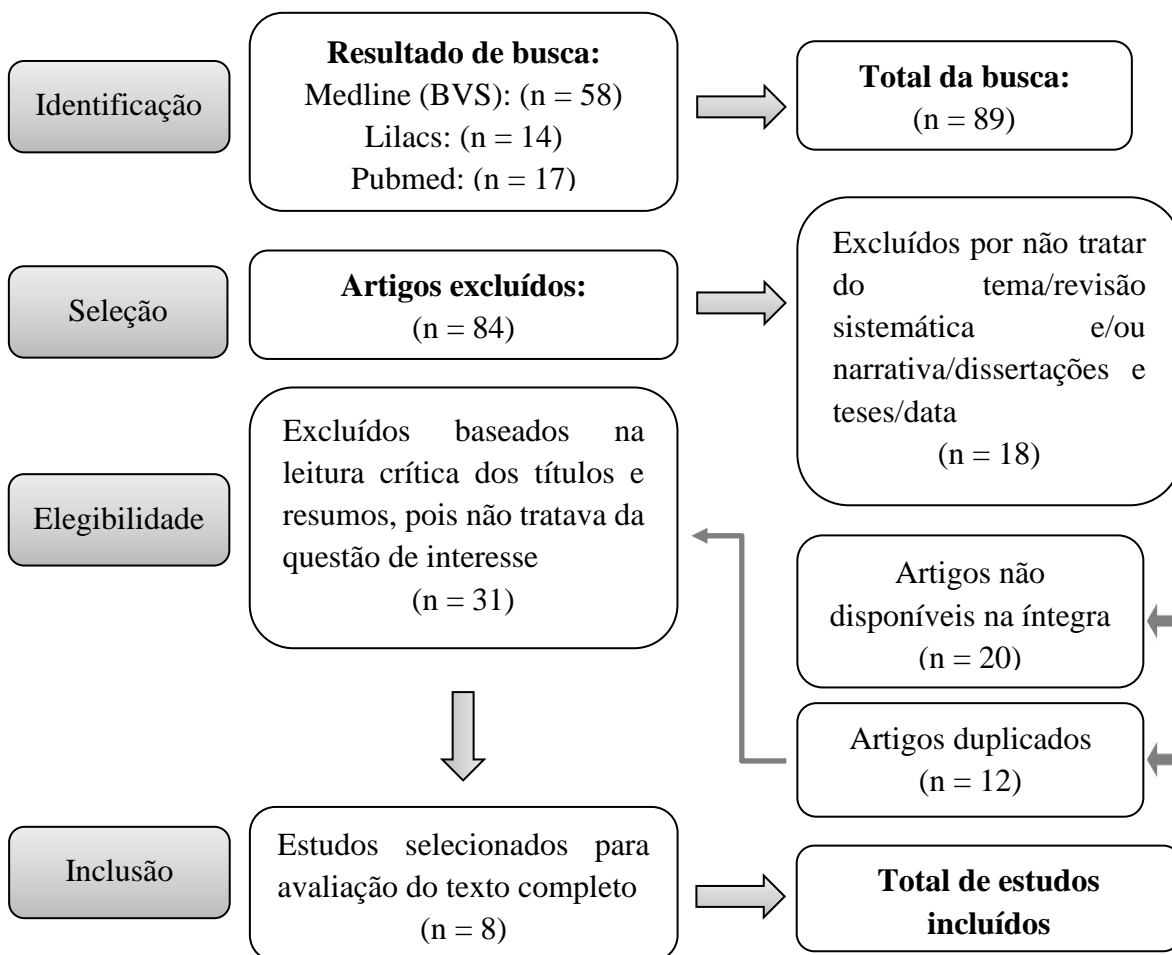 Identificação
Resultado de busca:
Medline (BVS): (n = 58)
Lilacs: (n = 14)
Pubmed: (n = 17)
Total da busca:
(n = 89)
Seleção
Artigos excluídos:
(n = 84)
Excluídos por não tratar
do tema/revisão
sistemática e/ou
narrativa/dissertações e
teses/data
(n = 18)
Elegibilidade
Excluídos baseados na
leitura crítica dos títulos e
resumos, pois não tratava da
questão de interesse
(n = 31)
Artigos não
disponíveis na íntegra
(n = 20)
Artigos duplicados
(n = 12)
Inclusão
Estudos selecionados para
avaliação do texto completo
(n = 8)
Total de estudos
incluídos